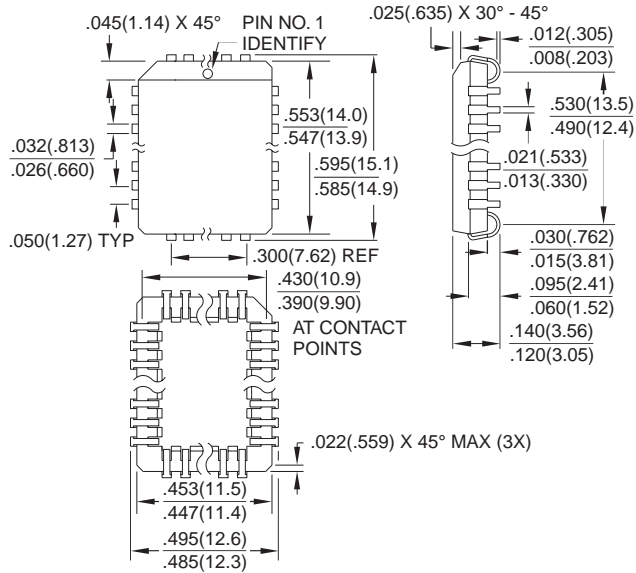 .045(1.14) X 45°
PIN NO. 1
IDENTIFY
.025(.635) X 30° - 45°
.012(.305)
.008(.203)
.553(14.0)
.547(13.9)
.530(13.5)
.490(12.4)
.032(.813)
.026(.660)
.595(15.1)
.585(14.9)
.021(.533)
.013(.330)
.050(1.27) TYP
.300(7.62) REF
.030(.762)
.015(3.81)
.430(10.9)
.390(9.90)
AT CONTACT
POINTS
.095(2.41)
.060(1.52)
.140(3.56)
.120(3.05)
.022(.559) X 45° MAX (3X)
.453(11.5)
.447(11.4)
.495(12.6)
.485(12.3)